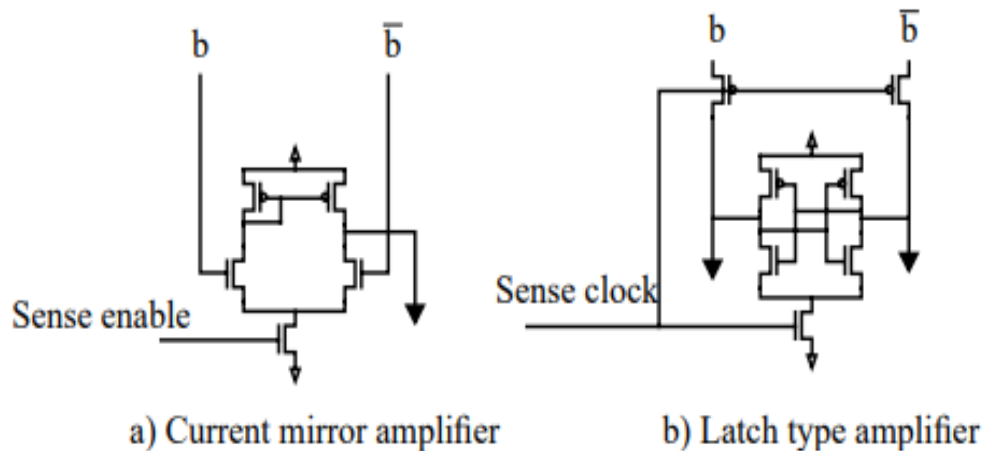 b
b̅
b
b̅
Sense enable
Sense clock
a) Current mirror amplifier
b) Latch type amplifier